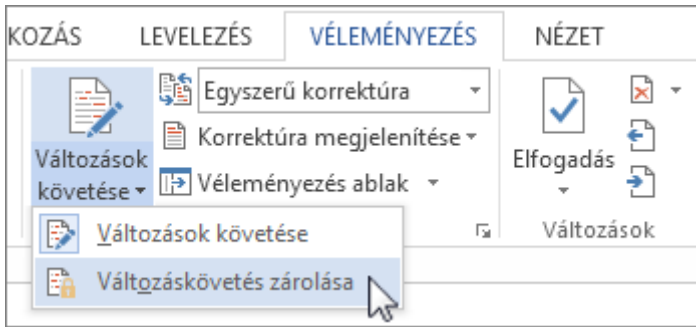 KOZÁS LEVELEZÉS VÉLEMÉNYEZÉS NÉZET
Változások követése
Egyszerű korrektúra
Korrektúra megjelenítése
Véleményezés ablak
Elfogadás
Változások
Változások követése
Változáskövetés zárolása